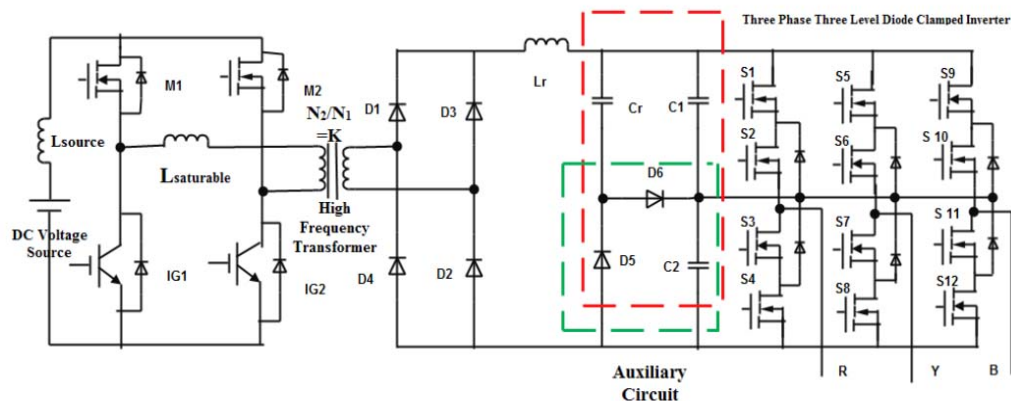 Three Phase Three Level Diode Clamped Inverter
M1
M2
Lsource
Lsaturable
N2/N1
=K
High
Frequency
Transformer
DC Voltage
Source
IG1
IG2
D1
D3
D4
D2
Lr
Cr
C1
D6
D5
C2
S1
S2
S3
S4
S5
S6
S7
S8
S9
S 10
S 11
S12
Auxiliary
Circuit
R
Y
B